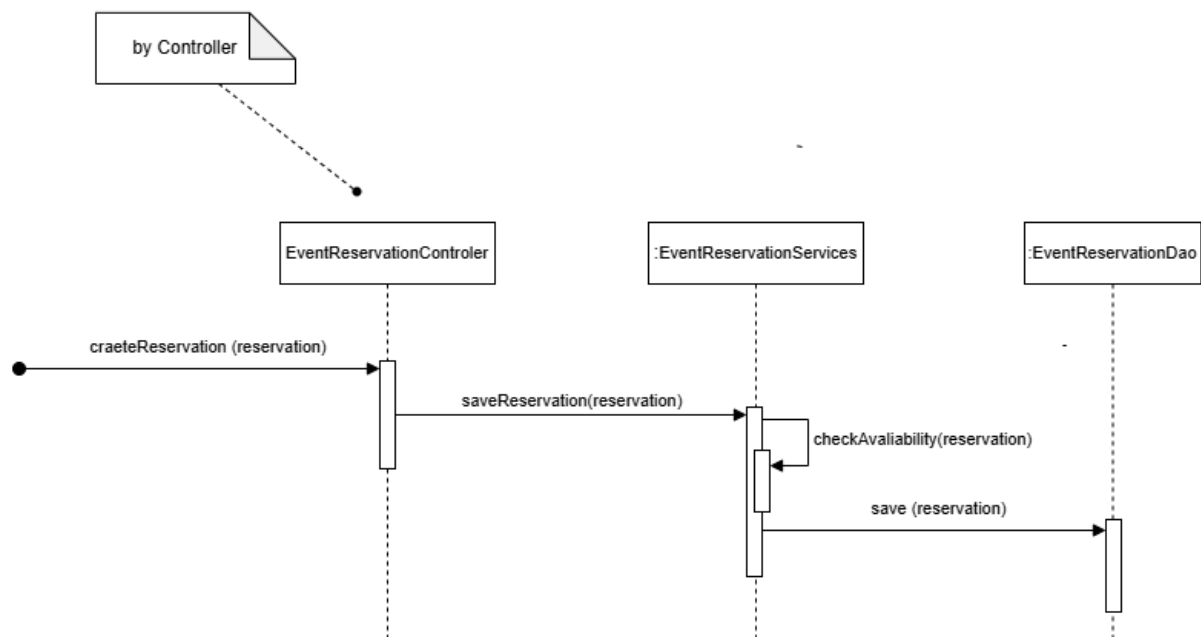 by Controller
EventReservationControler
:EventReservationServices
:EventReservationDao
craeteReservation (reservation)
saveReservation(reservation)
checkAvaliability(reservation)
save (reservation)